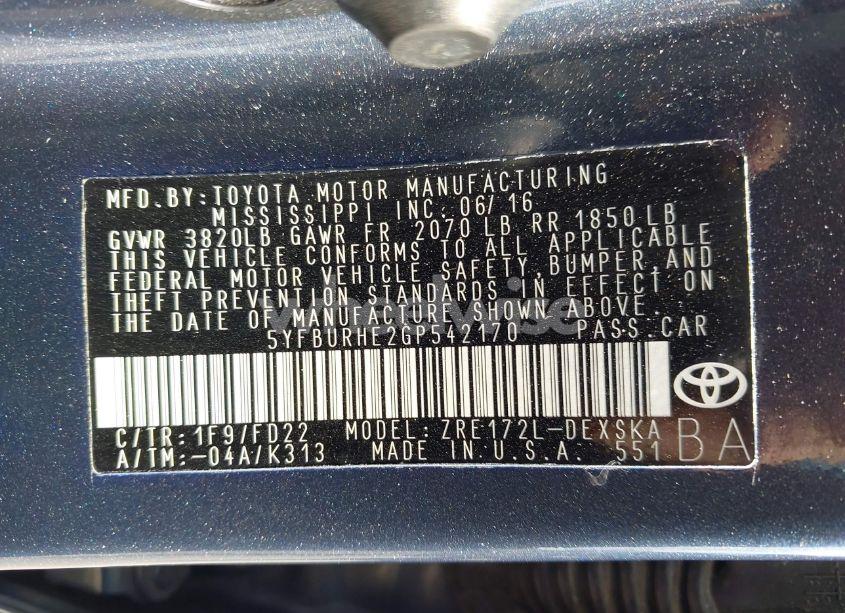 MFD.BY:TOYOTA MOTOR MANUFACTURING
MISSISSIPPI INC.06/16
GVWR 3820LB GAWR FR 2070 LB RR 1850LB
THIS VEHICLE CONFORMS TO ALL APPLICABLE
FEDERAL MOTOR VEHICLE SAFETY,BUMPER,AND
THEFT PREVENTION STANDARDS IN EFFECT ON
THE DATE OF MANUFACTURE SHOWN ABOVE.
5YFBURHE2GP542170 PASS.CAR
C/TR:1F9/FD22 MODEL:ZRE172L-DEXSKA
A/TM:-04A/K313 MADE IN U.S.A. 551
BA